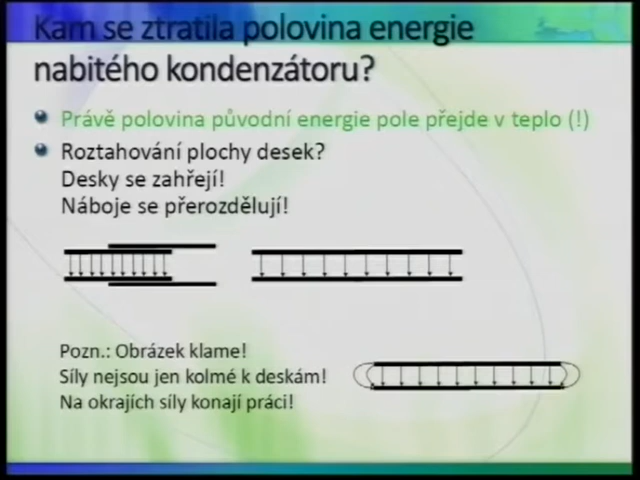 Kam se ztratila polovina energie
nabitého kondenzátoru?
Právě polovina původní energie pole přejde v teplo (!)
Roztahování plochy desek?
Desky se zahřejí!
Náboje se přerozdělují!
Pozn.: Obrázek klame!
Síly nejsou jen kolmé k deskám!
Na okrajích síly konají práci!